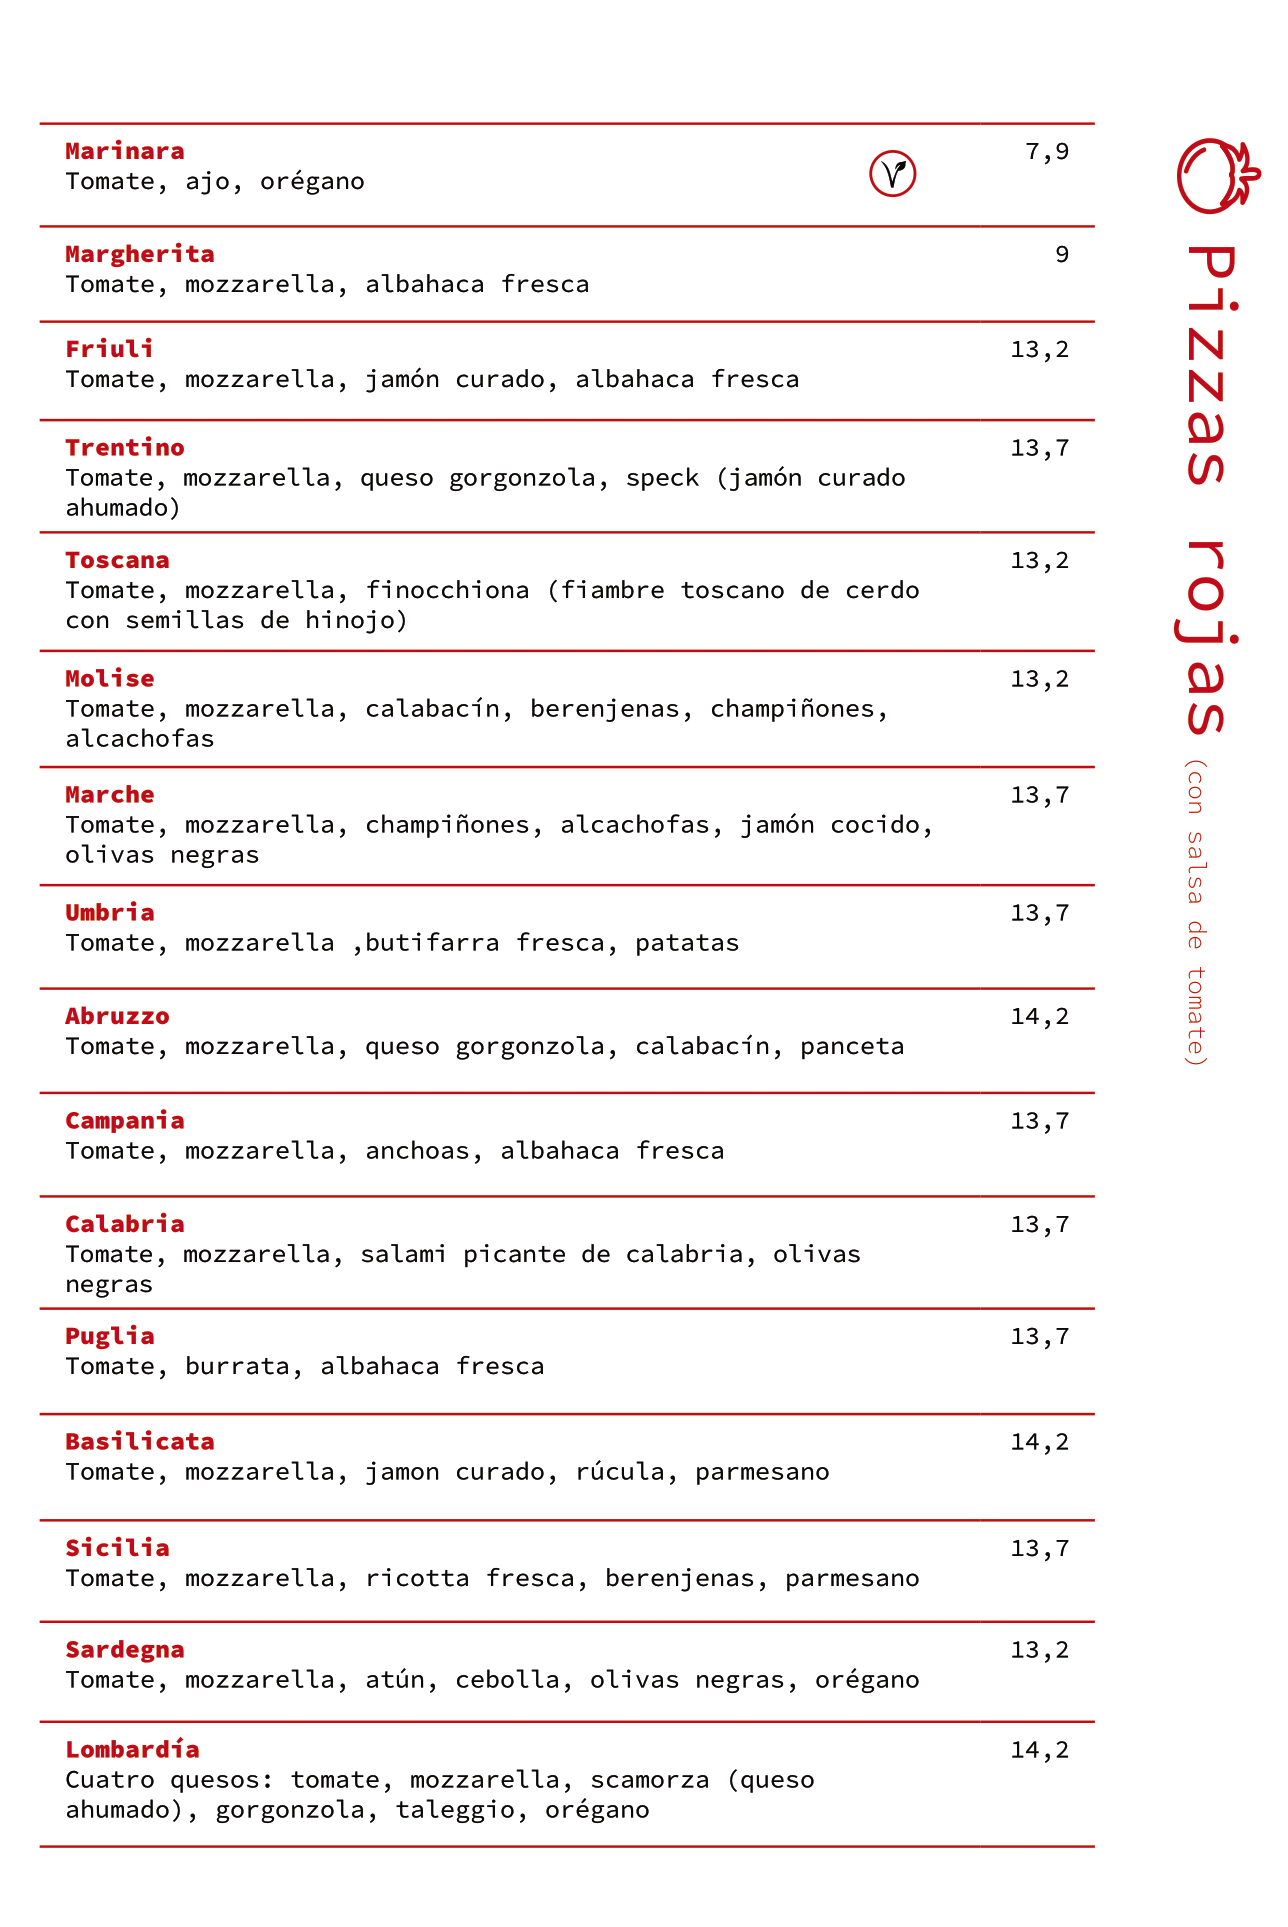 Pizzas rojas
(con salsa de tomate)
Marinara 7,9
Tomate, ajo, orégano
V
Margherita 9
Tomate, mozzarella, albahaca fresca
Friuli 13,2
Tomate, mozzarella, jamón curado, albahaca fresca
Trentino 13,7
Tomate, mozzarella, queso gorgonzola, speck (jamón curado
ahumado)
Toscana 13,2
Tomate, mozzarella, finocchiona (fiambre toscano de cerdo
con semillas de hinojo)
Molise 13,2
Tomate, mozzarella, calabacín, berenjenas, champiñones,
alcachofas
Marche 13,7
Tomate, mozzarella, champiñones, alcachofas, jamón cocido,
olivas negras
Umbria 13,7
Tomate, mozzarella ,butifarra fresca, patatas
Abruzzo 14,2
Tomate, mozzarella, queso gorgonzola, calabacín, panceta
Campania 13,7
Tomate, mozzarella, anchoas, albahaca fresca
Calabria 13,7
Tomate, mozzarella, salami picante de calabria, olivas
negras
Puglia 13,7
Tomate, burrata, albahaca fresca
Basilicata 14,2
Tomate, mozzarella, jamon curado, rúcula, parmesano
Sicilia 13,7
Tomate, mozzarella, ricotta fresca, berenjenas, parmesano
Sardegna 13,2
Tomate, mozzarella, atún, cebolla, olivas negras, orégano
Lombardía 14,2
Cuatro quesos: tomate, mozzarella, scamorza (queso
ahumado), gorgonzola, taleggio, orégano